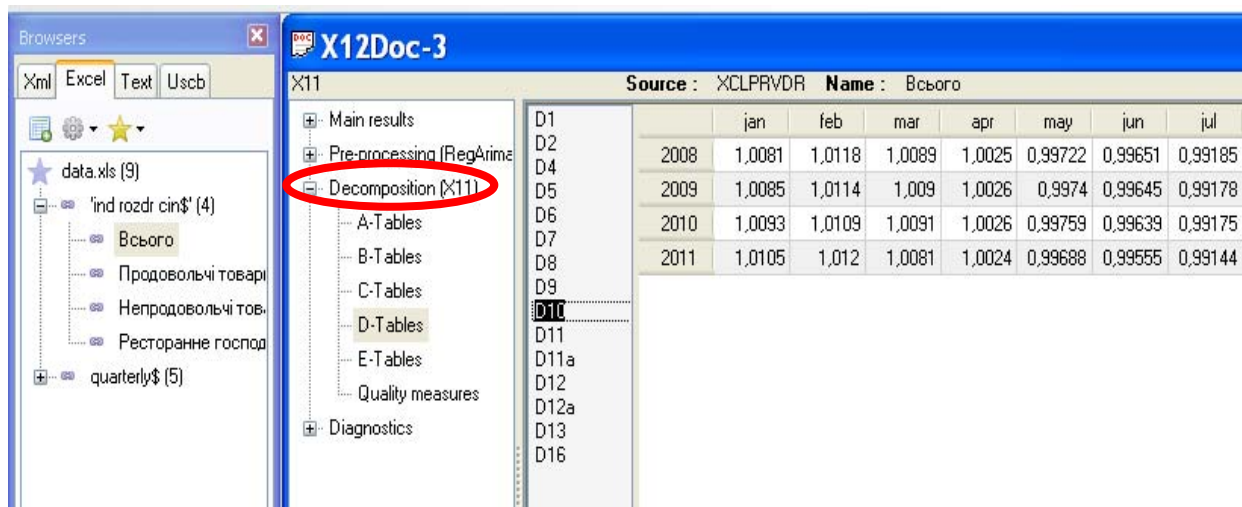 Browsers
Xml Excel Text Uscb
data.xls (9)
'ind rozdr cin$' (4)
Всього
Продовольчі товари
Непродовольчі тов
Ресторанне господ
quarterly$ (5)
X12Doc-3
X11 Source : XCLPRVDR Name : Всього
Main results
Pre-processing (RegArima
Decomposition (X11)
A-Tables
B-Tables
C-Tables
D-Tables
E-Tables
Quality measures
Diagnostics
D1
D2
D4
D5
D6
D7
D8
D9
D10
D11
D11a
D12
D12a
D13
D16
jan feb mar apr may jun jul
2008 1,0081 1,0118 1,0089 1,0025 0,99722 0,99651 0,99185
2009 1,0085 1,0114 1,009 1,0026 0,9974 0,99645 0,99178
2010 1,0093 1,0109 1,0091 1,0026 0,99759 0,99639 0,99175
2011 1,0105 1,012 1,0081 1,0024 0,99688 0,99555 0,99144